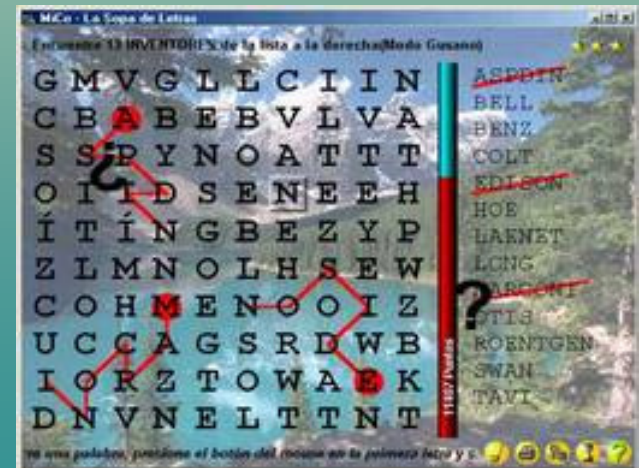 MiCo - La Sopa de Letras
Encuentre 13 INVENTORES de la lista a la derecha(Modo Gusano)
G M V G L L C I I N
C B A B E B V L V A
S S P Y N O A T T T
O I I D S E N E E H
Í T Í N G B E Z Y P
Z L M N O L H S E W
C O H M E N O O I Z
U C C A G S R D W B
I O R Z T O W A E K
D N V N E L T T N T
¿
?
ASPDIN
BELL
BENZ
COLT
EDISON
HOE
LAENET
LONG
MARCONI
OTIS
ROENTGEN
SWAN
TAVI
Puntos
una palabra, presione el botón del mouse en la primera letra y s